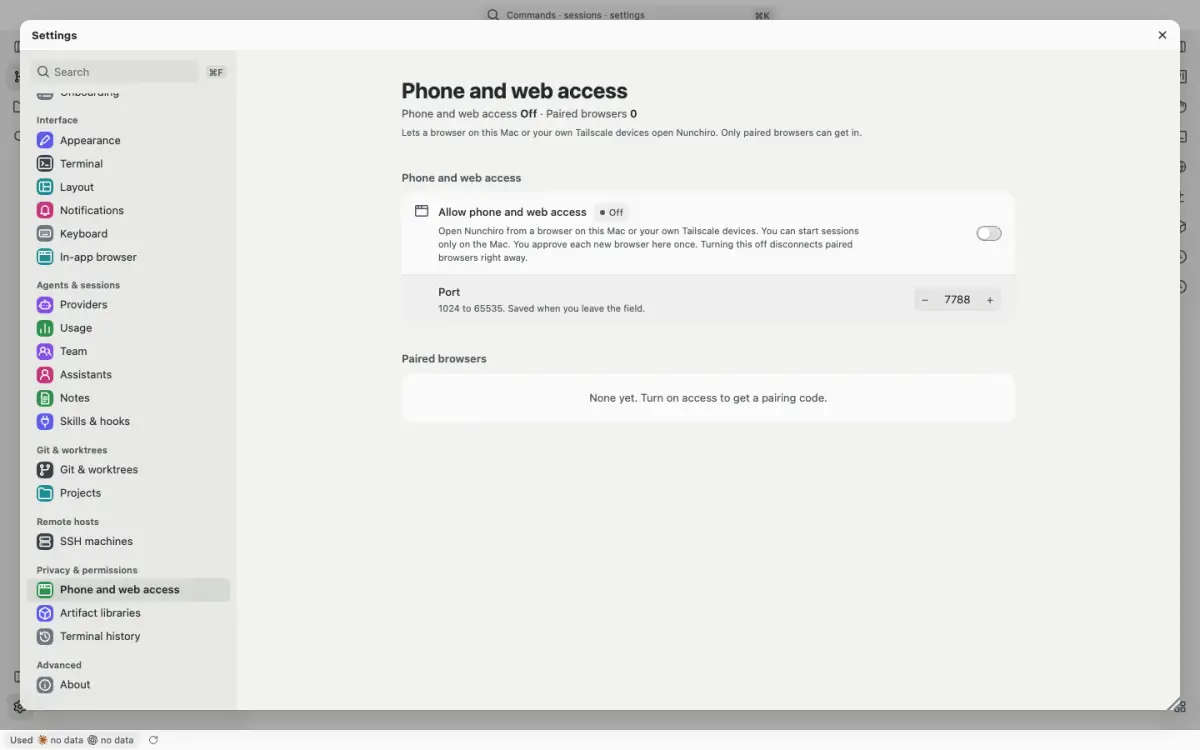 Commands · sessions · settings
⌘K
Settings
Search
⌘F
Onboarding
Interface
Appearance
Terminal
Layout
Notifications
Keyboard
In-app browser
Agents & sessions
Providers
Usage
Team
Assistants
Notes
Skills & hooks
Git & worktrees
Git & worktrees
Projects
Remote hosts
SSH machines
Privacy & permissions
Phone and web access
Artifact libraries
Terminal history
Advanced
About
Phone and web access
Phone and web access Off · Paired browsers 0
Lets a browser on this Mac or your own Tailscale devices open Nunchiro. Only paired browsers can get in.
Phone and web access
Allow phone and web access
Off
Open Nunchiro from a browser on this Mac or your own Tailscale devices. You can start sessions
only on the Mac. You approve each new browser here once. Turning this off disconnects paired
browsers right away.
Port
1024 to 65535. Saved when you leave the field.
− 7788 +
Paired browsers
None yet. Turn on access to get a pairing code.
Used no data no data